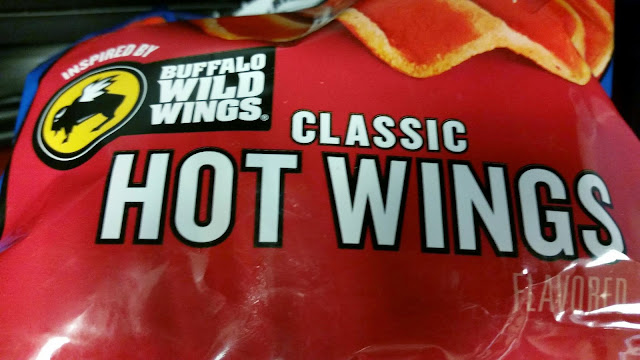 INSPIRED BY
BUFFALO
WILD
WINGS®
CLASSIC
HOT WINGS
FLAVORED